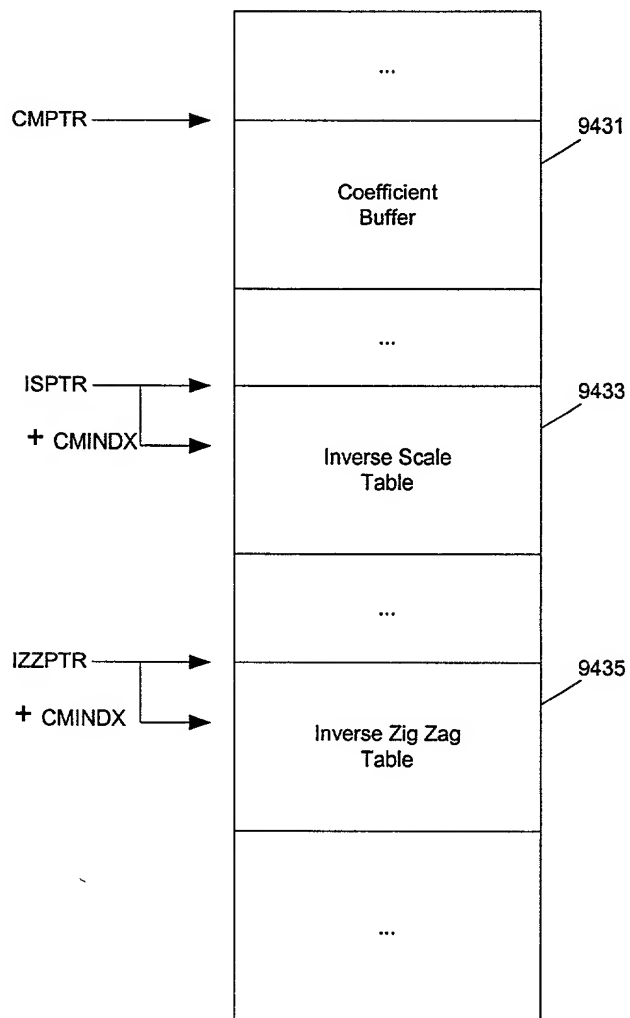 ...
CMPTR
9431
Coefficient
Buffer
...
ISPTR
9433
+ CMINDX
Inverse Scale
Table
...
IZZPTR
9435
+ CMINDX
Inverse Zig Zag
Table
...